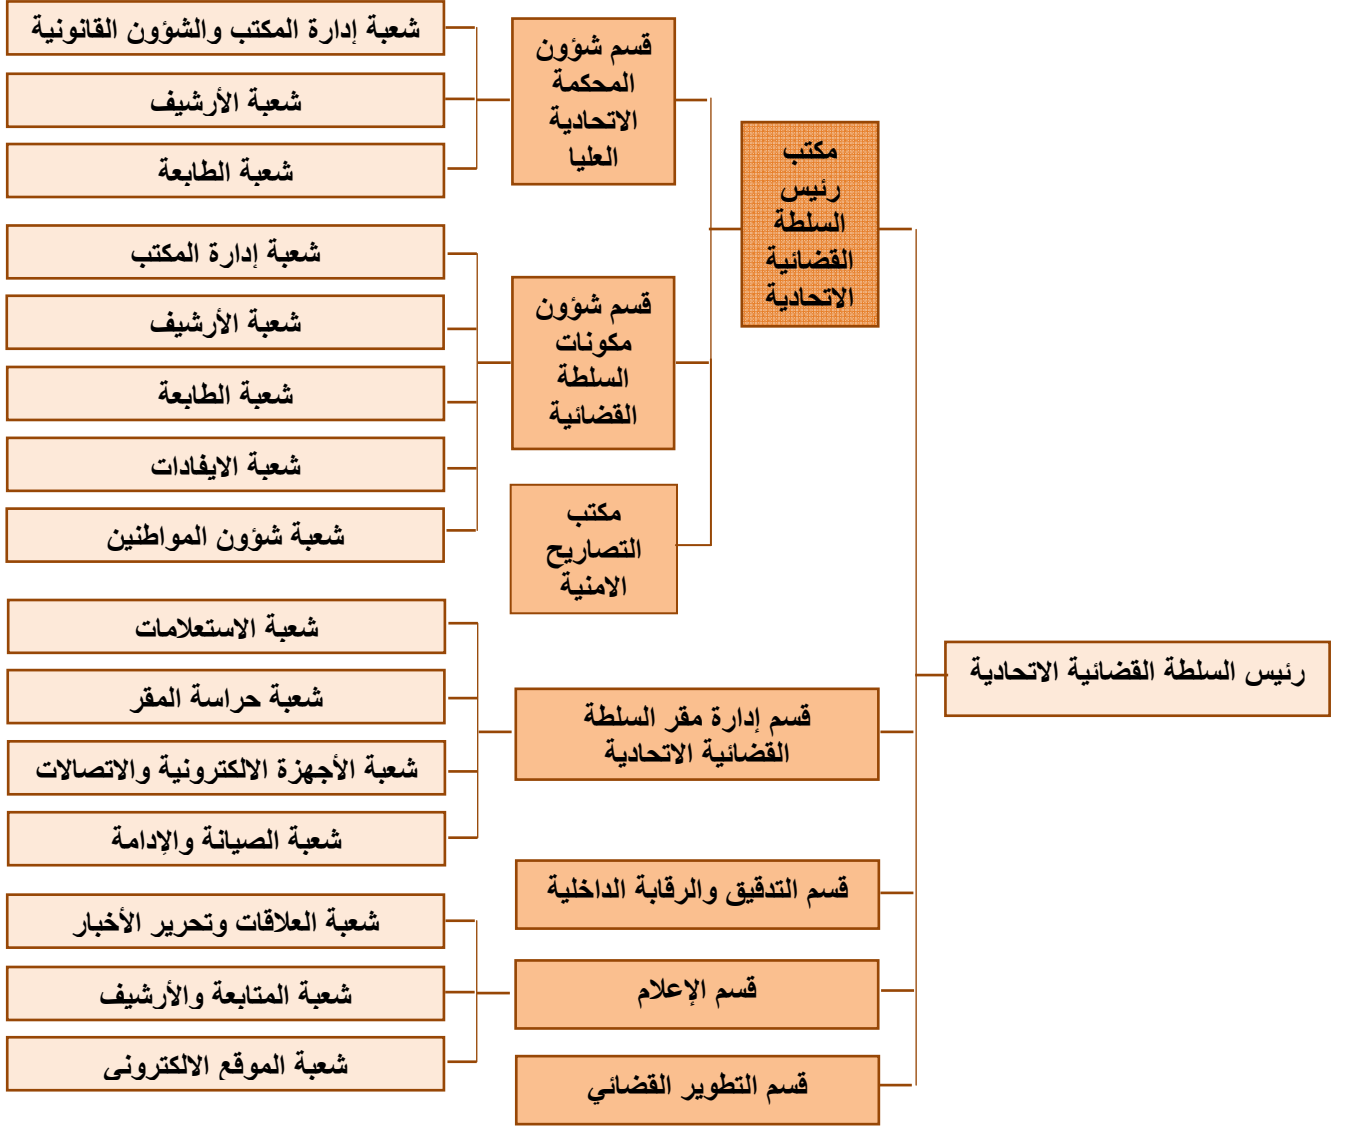 رئيس السلطة القضائية الاتحادية
مكتب
رئيس
السلطة
القضائية
الاتحادية
قسم شؤون
المحكمة
الاتحادية
العليا
شعبة إدارة المكتب والشؤون القانونية
شعبة الأرشيف
شعبة الطابعة
قسم شؤون
مكونات
السلطة
القضائية
شعبة إدارة المكتب
شعبة الأرشيف
شعبة الطابعة
شعبة الايفادات
شعبة شؤون المواطنين
مكتب
التصاريح
الامنية
قسم إدارة مقر السلطة
القضائية الاتحادية
شعبة الاستعلامات
شعبة حراسة المقر
شعبة الأجهزة الالكترونية والاتصالات
شعبة الصيانة والإدامة
قسم التدقيق والرقابة الداخلية
قسم الإعلام
شعبة العلاقات وتحرير الأخبار
شعبة المتابعة والأرشيف
شعبة الموقع الالكتروني
قسم التطوير القضائي